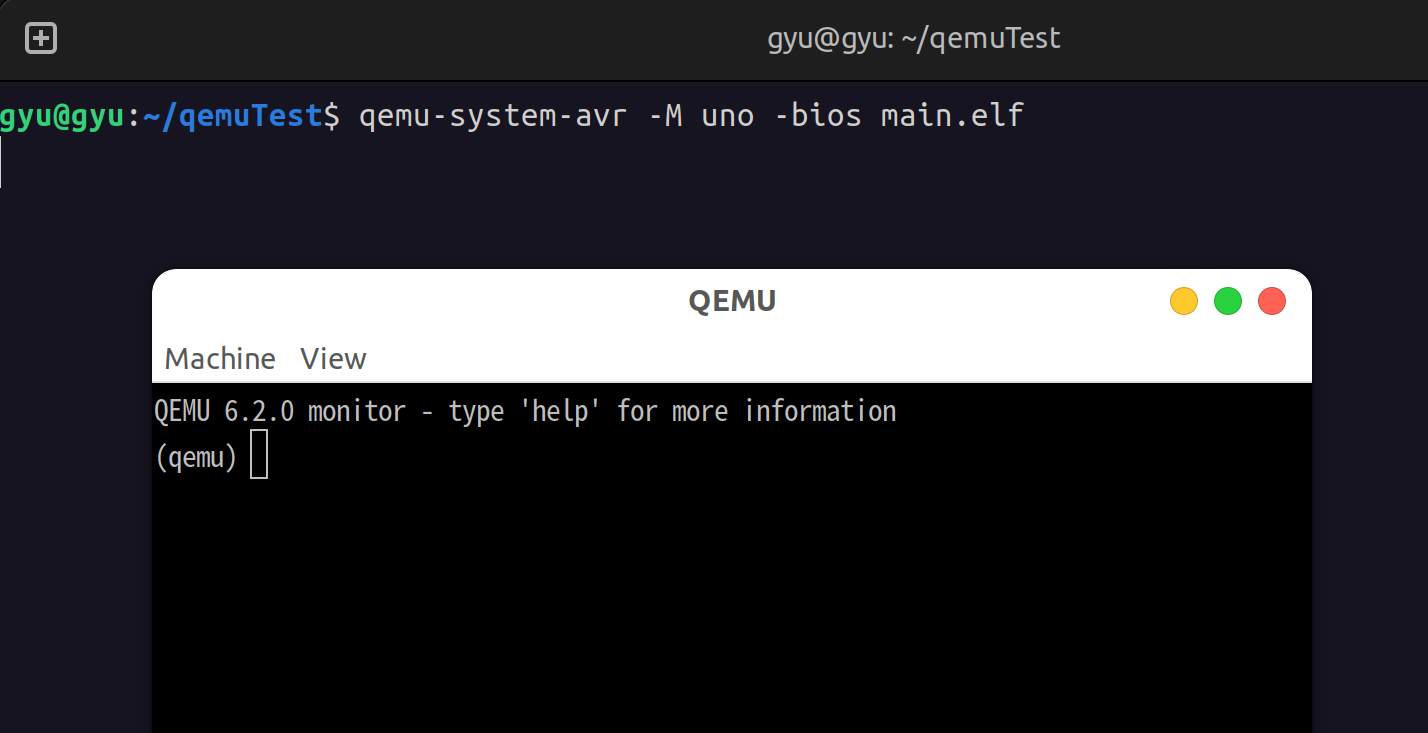 gyu@gyu: ~/qemuTest
gyu@gyu:~/qemuTest$ qemu-system-avr -M uno -bios main.elf
QEMU
Machine View
QEMU 6.2.0 monitor - type 'help' for more information
(qemu)